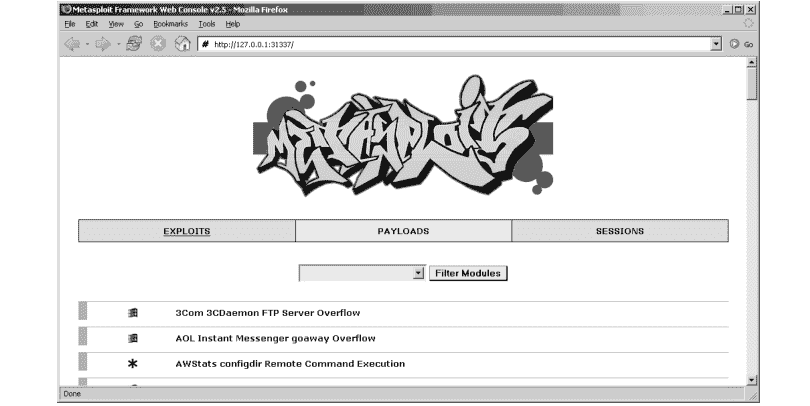 Metasploit Framework Web Console v2.5 - Mozilla Firefox
File Edit View Go Bookmarks Tools Help
http://127.0.0.1:31337/ Go
METASPLOIT
EXPLOITS PAYLOADS SESSIONS
Filter Modules
3Com 3CDaemon FTP Server Overflow
AOL Instant Messenger goaway Overflow
AWStats configdir Remote Command Execution
Done